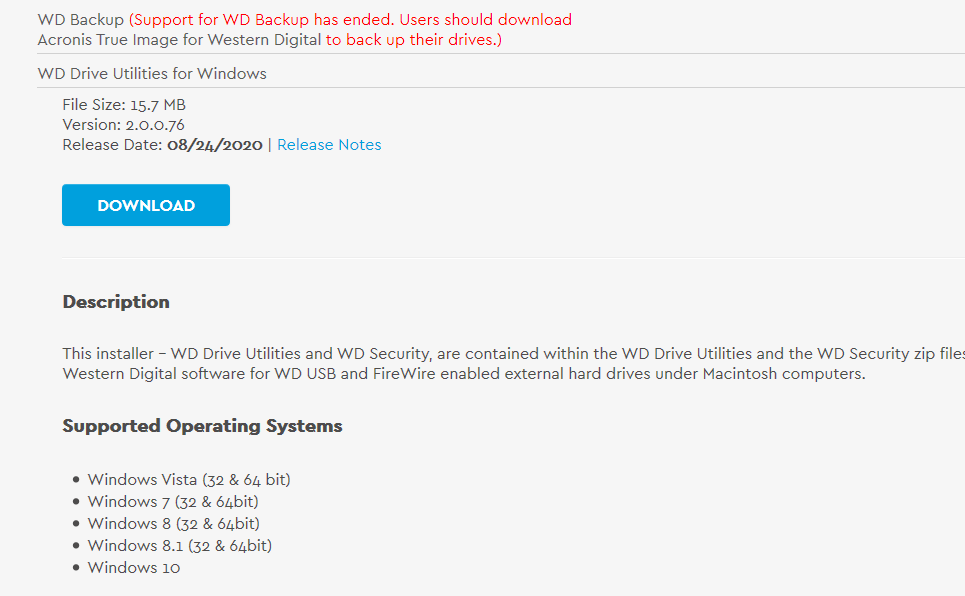 WD Backup (Support for WD Backup has ended. Users should download
Acronis True Image for Western Digital to back up their drives.)
WD Drive Utilities for Windows
File Size: 15.7 MB
Version: 2.0.0.76
Release Date: 08/24/2020 | Release Notes
DOWNLOAD
Description
This installer – WD Drive Utilities and WD Security, are contained within the WD Drive Utilities and the WD Security zip files
Western Digital software for WD USB and FireWire enabled external hard drives under Macintosh computers.
Supported Operating Systems
• Windows Vista (32 & 64 bit)
• Windows 7 (32 & 64bit)
• Windows 8 (32 & 64bit)
• Windows 8.1 (32 & 64bit)
• Windows 10